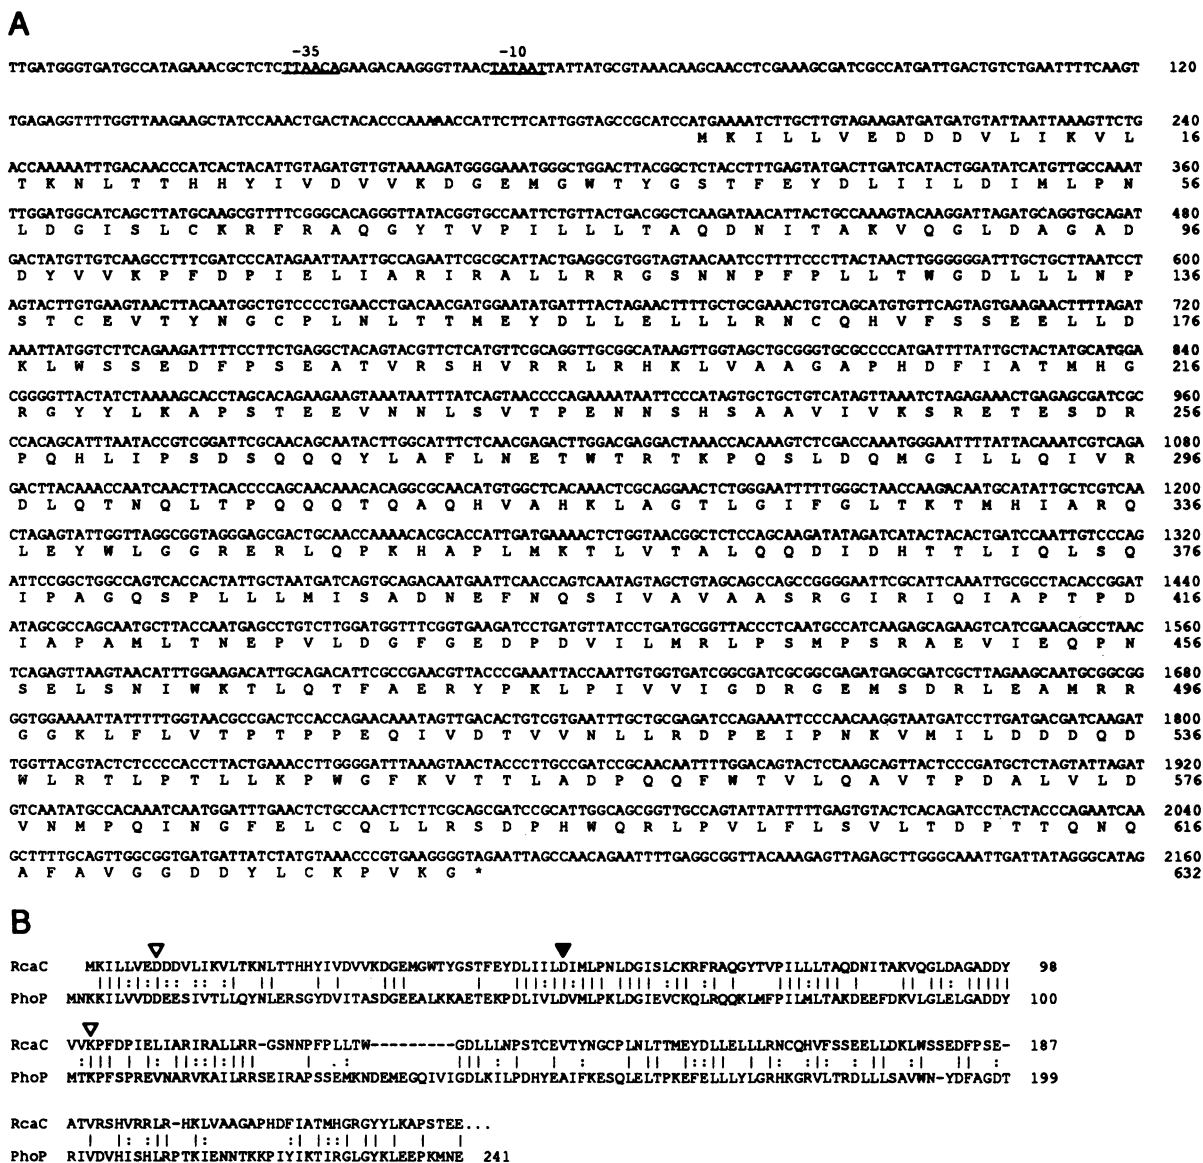 A
-35 -10
TTGATGGGTGATGCCATAGAAACGCTCTCTTAACAGAAGACAAGGGTTAACTATAATTATTATGCGTAAACAAGCAACCTCGAAAGCGATCGCCATGATTGACTGTCTGAATTTTCAAGT 120
TGAGAGGTTTTGGTTAAGAAGCTATCCAAACTGACTACACCCAAAAACCATTCTTCATTGGTAGCCGCATCCATGAAAATCTTGCTTGTAGAAGATGATGATGTATTAATTAAAGTTCTG 240
M K I L L V E D D D V L I K V L 16
ACCAAAAATTTGACAACCCATCACTACATTGTAGATGTTGTAAAAGATGGGGAAATGGGCTGGACTTACGGCTCTACCTTTGAGTATGACTTGATCATACTGGATATCATGTTGCCAAAT 360
T K N L T T H H Y I V D V V K D G E M G W T Y G S T F E Y D L I I L D I M L P N 56
TTGGATGGCATCAGCTTATGCAAGCGTTTTCGGGCACAGGGTTATACGGTGCCAATTCTGTTACTGACGGCTCAAGATAACATTACTGCCAAAGTACAAGGATTAGATGCAGGTGCAGAT 480
L D G I S L C K R F R A Q G Y T V P I L L L T A Q D N I T A K V Q G L D A G A D 96
GACTATGTTGTCAAGCCTTTCGATCCCATAGAATTAATTGCCAGAATTCGCGCATTACTGAGGCGTGGTAGTAACAATCCTTTTCCCTTACTAACTTGGGGGGATTTGCTGCTTAATCCT 600
D Y V V K P F D P I E L I A R I R A L L R R G S N N P F P L L T W G D L L L N P 136
AGTACTTGTGAAGTAACTTACAATGGCTGTCCCCTGAACCTGACAACGATGGAATATGATTTACTAGAACTTTTGCTGCGAAACTGTCAGCATGTGTTCAGTAGTGAAGAACTTTTAGAT 720
S T C E V T Y N G C P L N L T T M E Y D L L E L L L R N C Q H V F S S E E L L D 176
AAATTATGGTCTTCAGAAGATTTTCCTTCTGAGGCTACAGTACGTTCTCATGTTCGCAGGTTGCGGCATAAGTTGGTAGCTGCGGGTGCGCCCCATGATTTTATTGCTACTATGCATGGA 840
K L W S S E D F P S E A T V R S H V R R L R H K L V A A G A P H D F I A T M H G 216
CGGGGTTACTATCTAAAAGCACCTAGCACAGAAGAAGTAAATAATTTATCAGTAACCCCAGAAAATAATTCCCATAGTGCTGCTGTCATAGTTAAATCTAGAGAAACTGAGAGCGATCGC 960
R G Y Y L K A P S T E E V N N L S V T P E N N S H S A A V I V K S R E T E S D R 256
CCACAGCATTTAATACCGTCGGATTCGCAACAGCAATACTTGGCATTTCTCAACGAGACTTGGACGAGGACTAAACCACAAAGTCTCGACCAAATGGGAATTTTATTACAAATCGTCAGA 1080
P Q H L I P S D S Q Q Q Y L A F L N E T W T R T K P Q S L D Q M G I L L Q I V R 296
GACTTACAAACCAATCAACTTACACCCCAGCAACAAACACAGGCGCAACATGTGGCTCACAAACTCGCAGGAACTCTGGGAATTTTTGGGCTAACCAAGACAATGCATATTGCTCGTCAA 1200
D L Q T N Q L T P Q Q Q T Q A Q H V A H K L A G T L G I F G L T K T M H I A R Q 336
CTAGAGTATTGGTTAGGCGGTAGGGAGCGACTGCAACCAAAACACGCACCATTGATGAAAACTCTGGTAACGGCTCTCCAGCAAGATATAGATCATACTACACTGATCCAATTGTCCCAG 1320
L E Y W L G G R E R L Q P K H A P L M K T L V T A L Q Q D I D H T T L I Q L S Q 376
ATTCCGGCTGGCCAGTCACCACTATTGCTAATGATCAGTGCAGACAATGAATTCAACCAGTCAATAGTAGCTGTAGCAGCCAGCCGGGGAATTCGCATTCAAATTGCGCCTACACCGGAT 1440
I P A G Q S P L L L M I S A D N E F N Q S I V A V A A S R G I R I Q I A P T P D 416
ATAGCGCCAGCAATGCTTACCAATGAGCCTGTCTTGGATGGTTTCGGTGAAGATCCTGATGTTATCCTGATGCGGTTACCCTCAATGCCATCAAGAGCAGAAGTCATCGAACAGCCTAAC 1560
I A P A M L T N E P V L D G F G E D P D V I L M R L P S M P S R A E V I E Q P N 456
TCAGAGTTAAGTAACATTTGGAAGACATTGCAGACATTCGCCGAACGTTACCCGAAATTACCAATTGTGGTGATCGGCGATCGCGGCGAGATGAGCGATCGCTTAGAAGCAATGCGGCGG 1680
S E L S N I W K T L Q T F A E R Y P K L P I V V I G D R G E M S D R L E A M R R 496
GGTGGAAAATTATTTTTGGTAACGCCGACTCCACCAGAACAAATAGTTGACACTGTCGTGAATTTGCTGCGAGATCCAGAAATTCCCAACAAGGTAATGATCCTTGATGACGATCAAGAT 1800
G G K L F L V T P T P P E Q I V D T V V N L L R D P E I P N K V M I L D D D Q D 536
TGGTTACGTACTCTCCCCACCTTACTGAAACCTTGGGGATTTAAAGTAACTACCCTTGCCGATCCGCAACAATTTTGGACAGTACTCCAAGCAGTTACTCCCGATGCTCTAGTATTAGAT 1920
W L R T L P T L L K P W G F K V T T L A D P Q Q F W T V L Q A V T P D A L V L D 576
GTCAATATGCCACAAATCAATGGATTTGAACTCTGCCAACTTCTTCGCAGCGATCCGCATTGGCAGCGGTTGCCAGTATTATTTTTGAGTGTACTCACAGATCCTACTACCCAGAATCAA 2040
V N M P Q I N G F E L C Q L L R S D P H W Q R L P V L F L S V L T D P T T Q N Q 616
GCTTTTGCAGTTGGCGGTGATGATTATCTATGTAAACCCGTGAAGGGGTAGAATTAGCCAACAGAATTTTGAGGCGGTTACAAAGAGTTAGAGCTTGGGCAAATTGATTATAGGGCATAG 2160
A F A V G G D D Y L C K P V K G * 632
B
RcaC MKILLVEDDDVLIKVLTKNLTTHHYIVDVVKDGEMGWTYGSTFEYDLIILDIMLPNLDGISLCKRFRAQGYTVPILLLTAQDNITAKVQGLDAGADDY 98
PhoP MNKKILVVDDEESIVTLLQYNLERSGYDVITASDGEEALKKAETEKPDLIVLDVMLPKLDGIEVCKQLRQQKLMFPILMLTAKDEEFDKVLGLELGADDY 100
RcaC VVKPFDPIELIARIRALLRR-GSNNPFPLLTW----------GDLLLNPSTCEVTYNGCPLNLTTMEYDLLELLLRNCQHVFSSEELLDKLWSSEDFPSE- 187
PhoP MTKPFSPREVNARVKAILRRSEIRAPSSEMKNDEMEGQIVIGDLKILPDHYEAIFKESQLELTPKEFELLLYLGRHKGRVLTRDLLLSAVWN-YDFAGDT 199
RcaC ATVRSHVRRLR-HKLVAAGAPHDFIATMHGRGYYLKAPSTEE...
PhoP RIVDVHISHLRPTKIENNTKKPIYIKTIRGLGYKLEEPKMNE 241